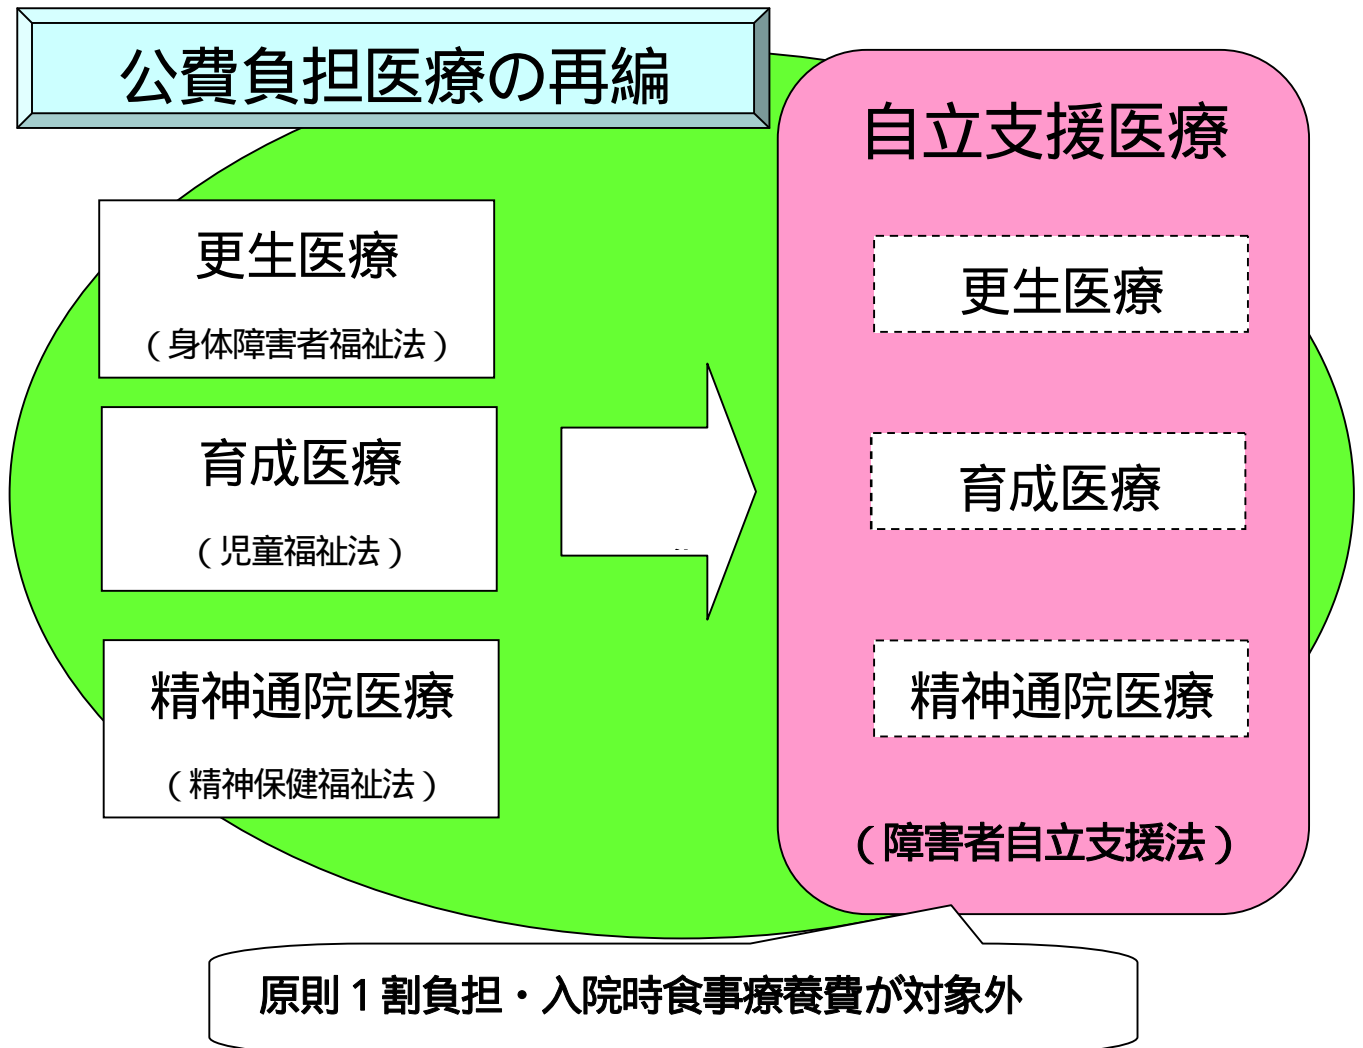 公費負担医療の再編
更生医療
（身体障害者福祉法）
育成医療
（児童福祉法）
精神通院医療
（精神保健福祉法）
自立支援医療
更生医療
育成医療
精神通院医療
（障害者自立支援法）
原則１割負担・入院時食事療養費が対象外